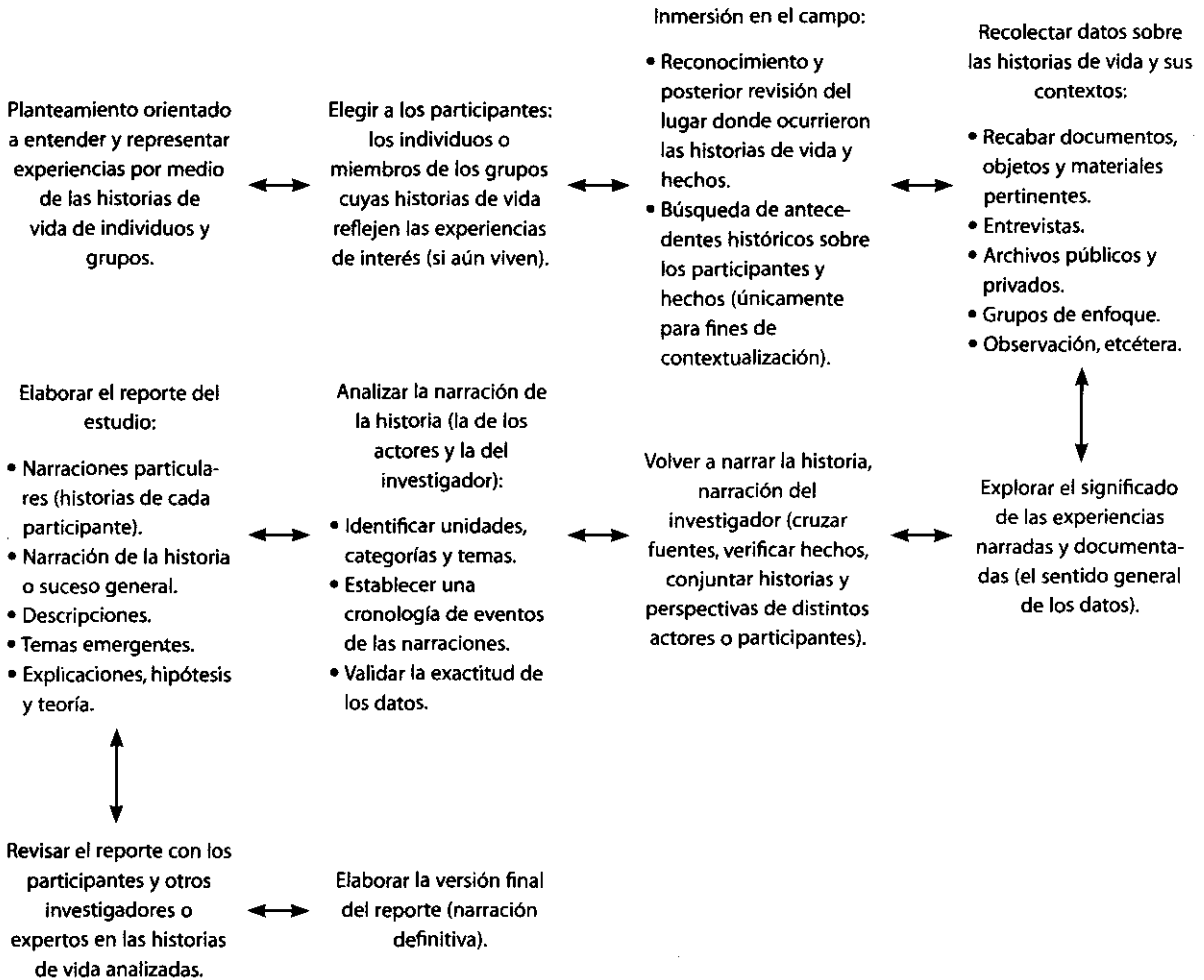 Planteamiento orientado
a entender y representar
experiencias por medio
de las historias de
vida de individuos y
grupos.
Elegir a los participantes:
los individuos o
miembros de los grupos
cuyas historias de vida
reflejen las experiencias
de interés (si aún viven).
Inmersión en el campo:
• Reconocimiento y
posterior revisión del
lugar donde ocurrieron
las historias de vida y
hechos.
• Búsqueda de antece-
dentes históricos sobre
los participantes y
hechos (únicamente
para fines de
contextualización).
Recolectar datos sobre
las historias de vida y sus
contextos:
• Recabar documentos,
objetos y materiales
pertinentes.
• Entrevistas.
• Archivos públicos y
privados.
• Grupos de enfoque.
• Observación, etcétera.
Explorar el significado
de las experiencias
narradas y documenta-
das (el sentido general
de los datos).
Volver a narrar la historia,
narración del
investigador (cruzar
fuentes, verificar hechos,
conjuntar historias y
perspectivas de distintos
actores o participantes).
Analizar la narración de
la historia (la de los
actores y la del
investigador):
• Identificar unidades,
categorías y temas.
• Establecer una
cronología de eventos
de las narraciones.
• Validar la exactitud de
los datos.
Elaborar el reporte del
estudio:
• Narraciones particula-
res (historias de cada
participante).
• Narración de la historia
o suceso general.
• Descripciones.
• Temas emergentes.
• Explicaciones, hipótesis
y teoría.
Revisar el reporte con los
participantes y otros
investigadores o
expertos en las historias
de vida analizadas.
Elaborar la versión final
del reporte (narración
definitiva).